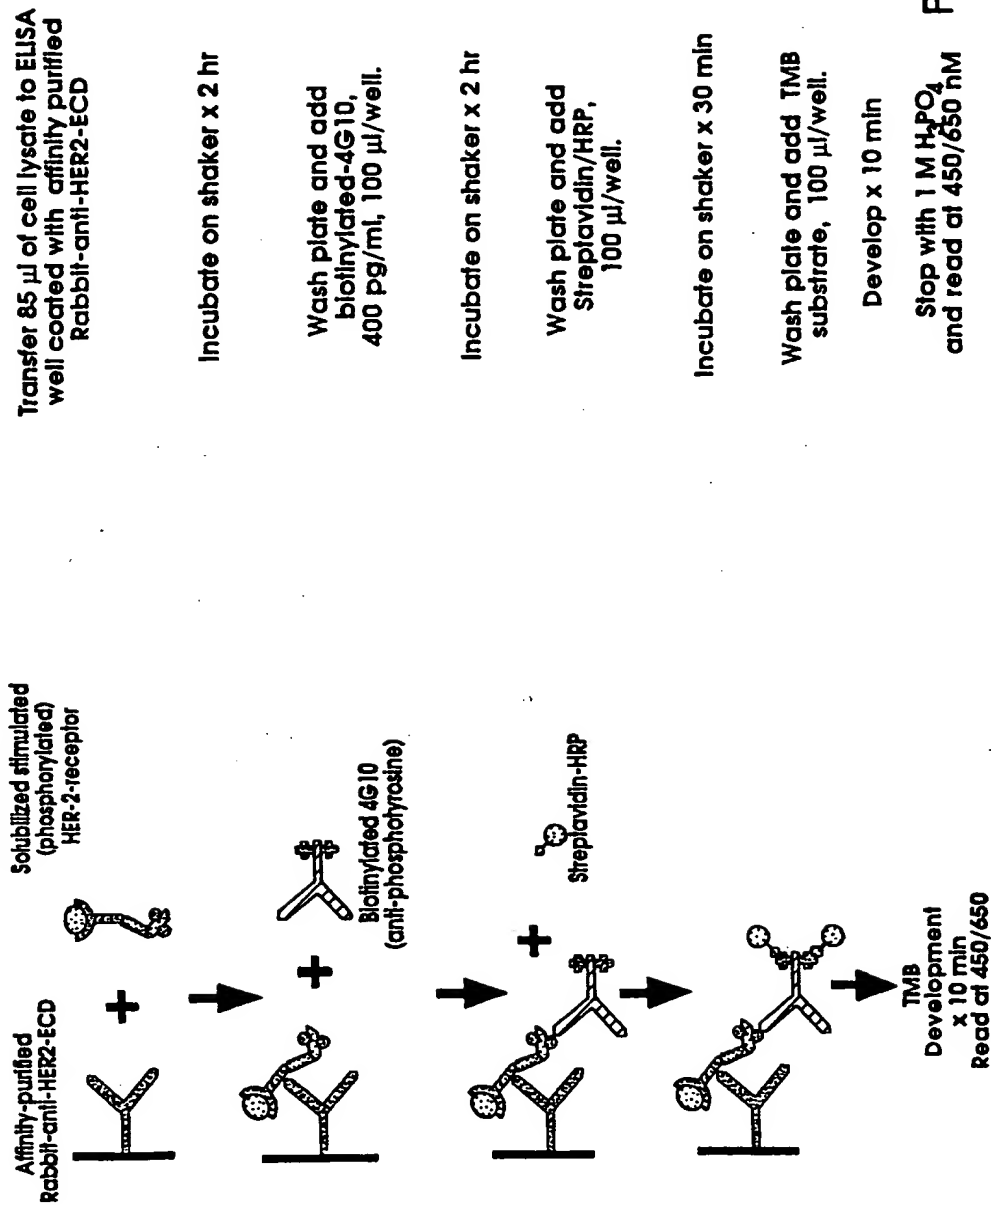 Affinity-purified
Rabbit-anti-HER2-ECD
Solubilized stimulated
(phosphorylated)
HER-2-receptor
+
+
Biotinylated 4G10
(anti-photyrosine)
+
Streptavidin-HRP
TMB
Development
x 10 min
Read at 450/650
Transfer 85 µl of cell lysate to ELISA
well coated with affinity purified
Rabbit-anti-HER2-ECD
Incubate on shaker x 2 hr
Wash plate and add
biotinylated-4G10,
400 pg/ml, 100 µl/well.
Incubate on shaker x 2 hr
Wash plate and add
Streptavidin/HRP,
100 µl/well.
Incubate on shaker x 30 min
Wash plate and add TMB
substrate, 100 µl/well.
Develop x 10 min
Stop with 1 M H3PO4
and read at 450/650 nM